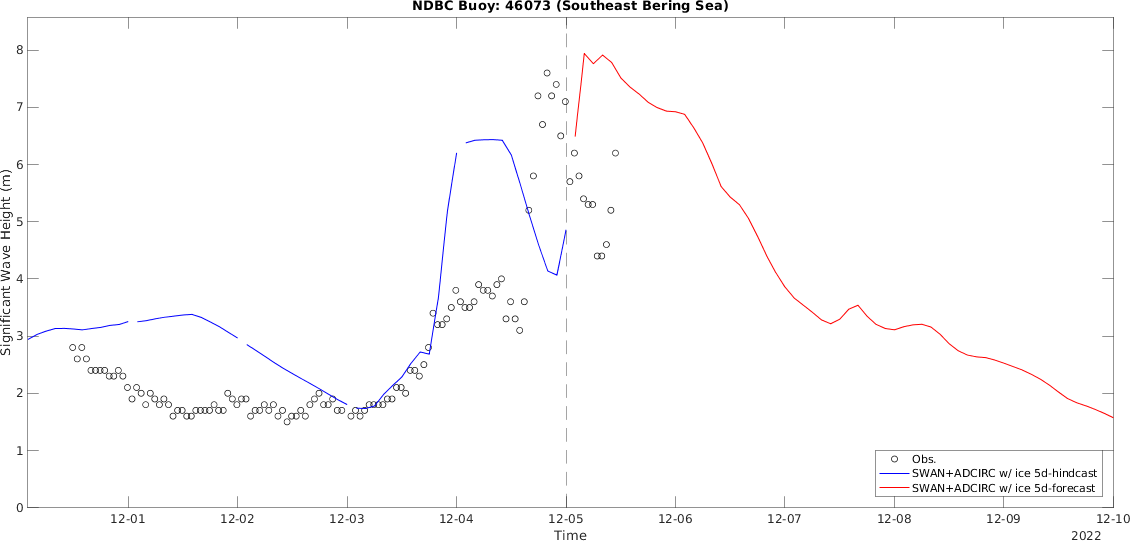 NDBC Buoy: 46073 (Southeast Bering Sea)
Significant Wave Height (m)
8
7
6
5
4
3
2
1
0
Obs.
SWAN+ADCIRC w/ ice 5d-hindcast
SWAN+ADCIRC w/ ice 5d-forecast
12-01 12-02 12-03 12-04 12-05 12-06 12-07 12-08 12-09 12-10
Time
2022